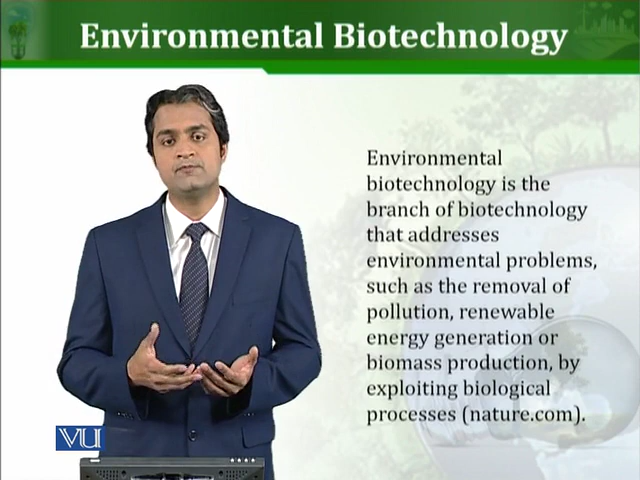 Environmental Biotechnology
Environmental
biotechnology is the
branch of biotechnology
that addresses
environmental problems,
such as the removal of
pollution, renewable
energy generation or
biomass production, by
exploiting biological
processes (nature.com).
VU